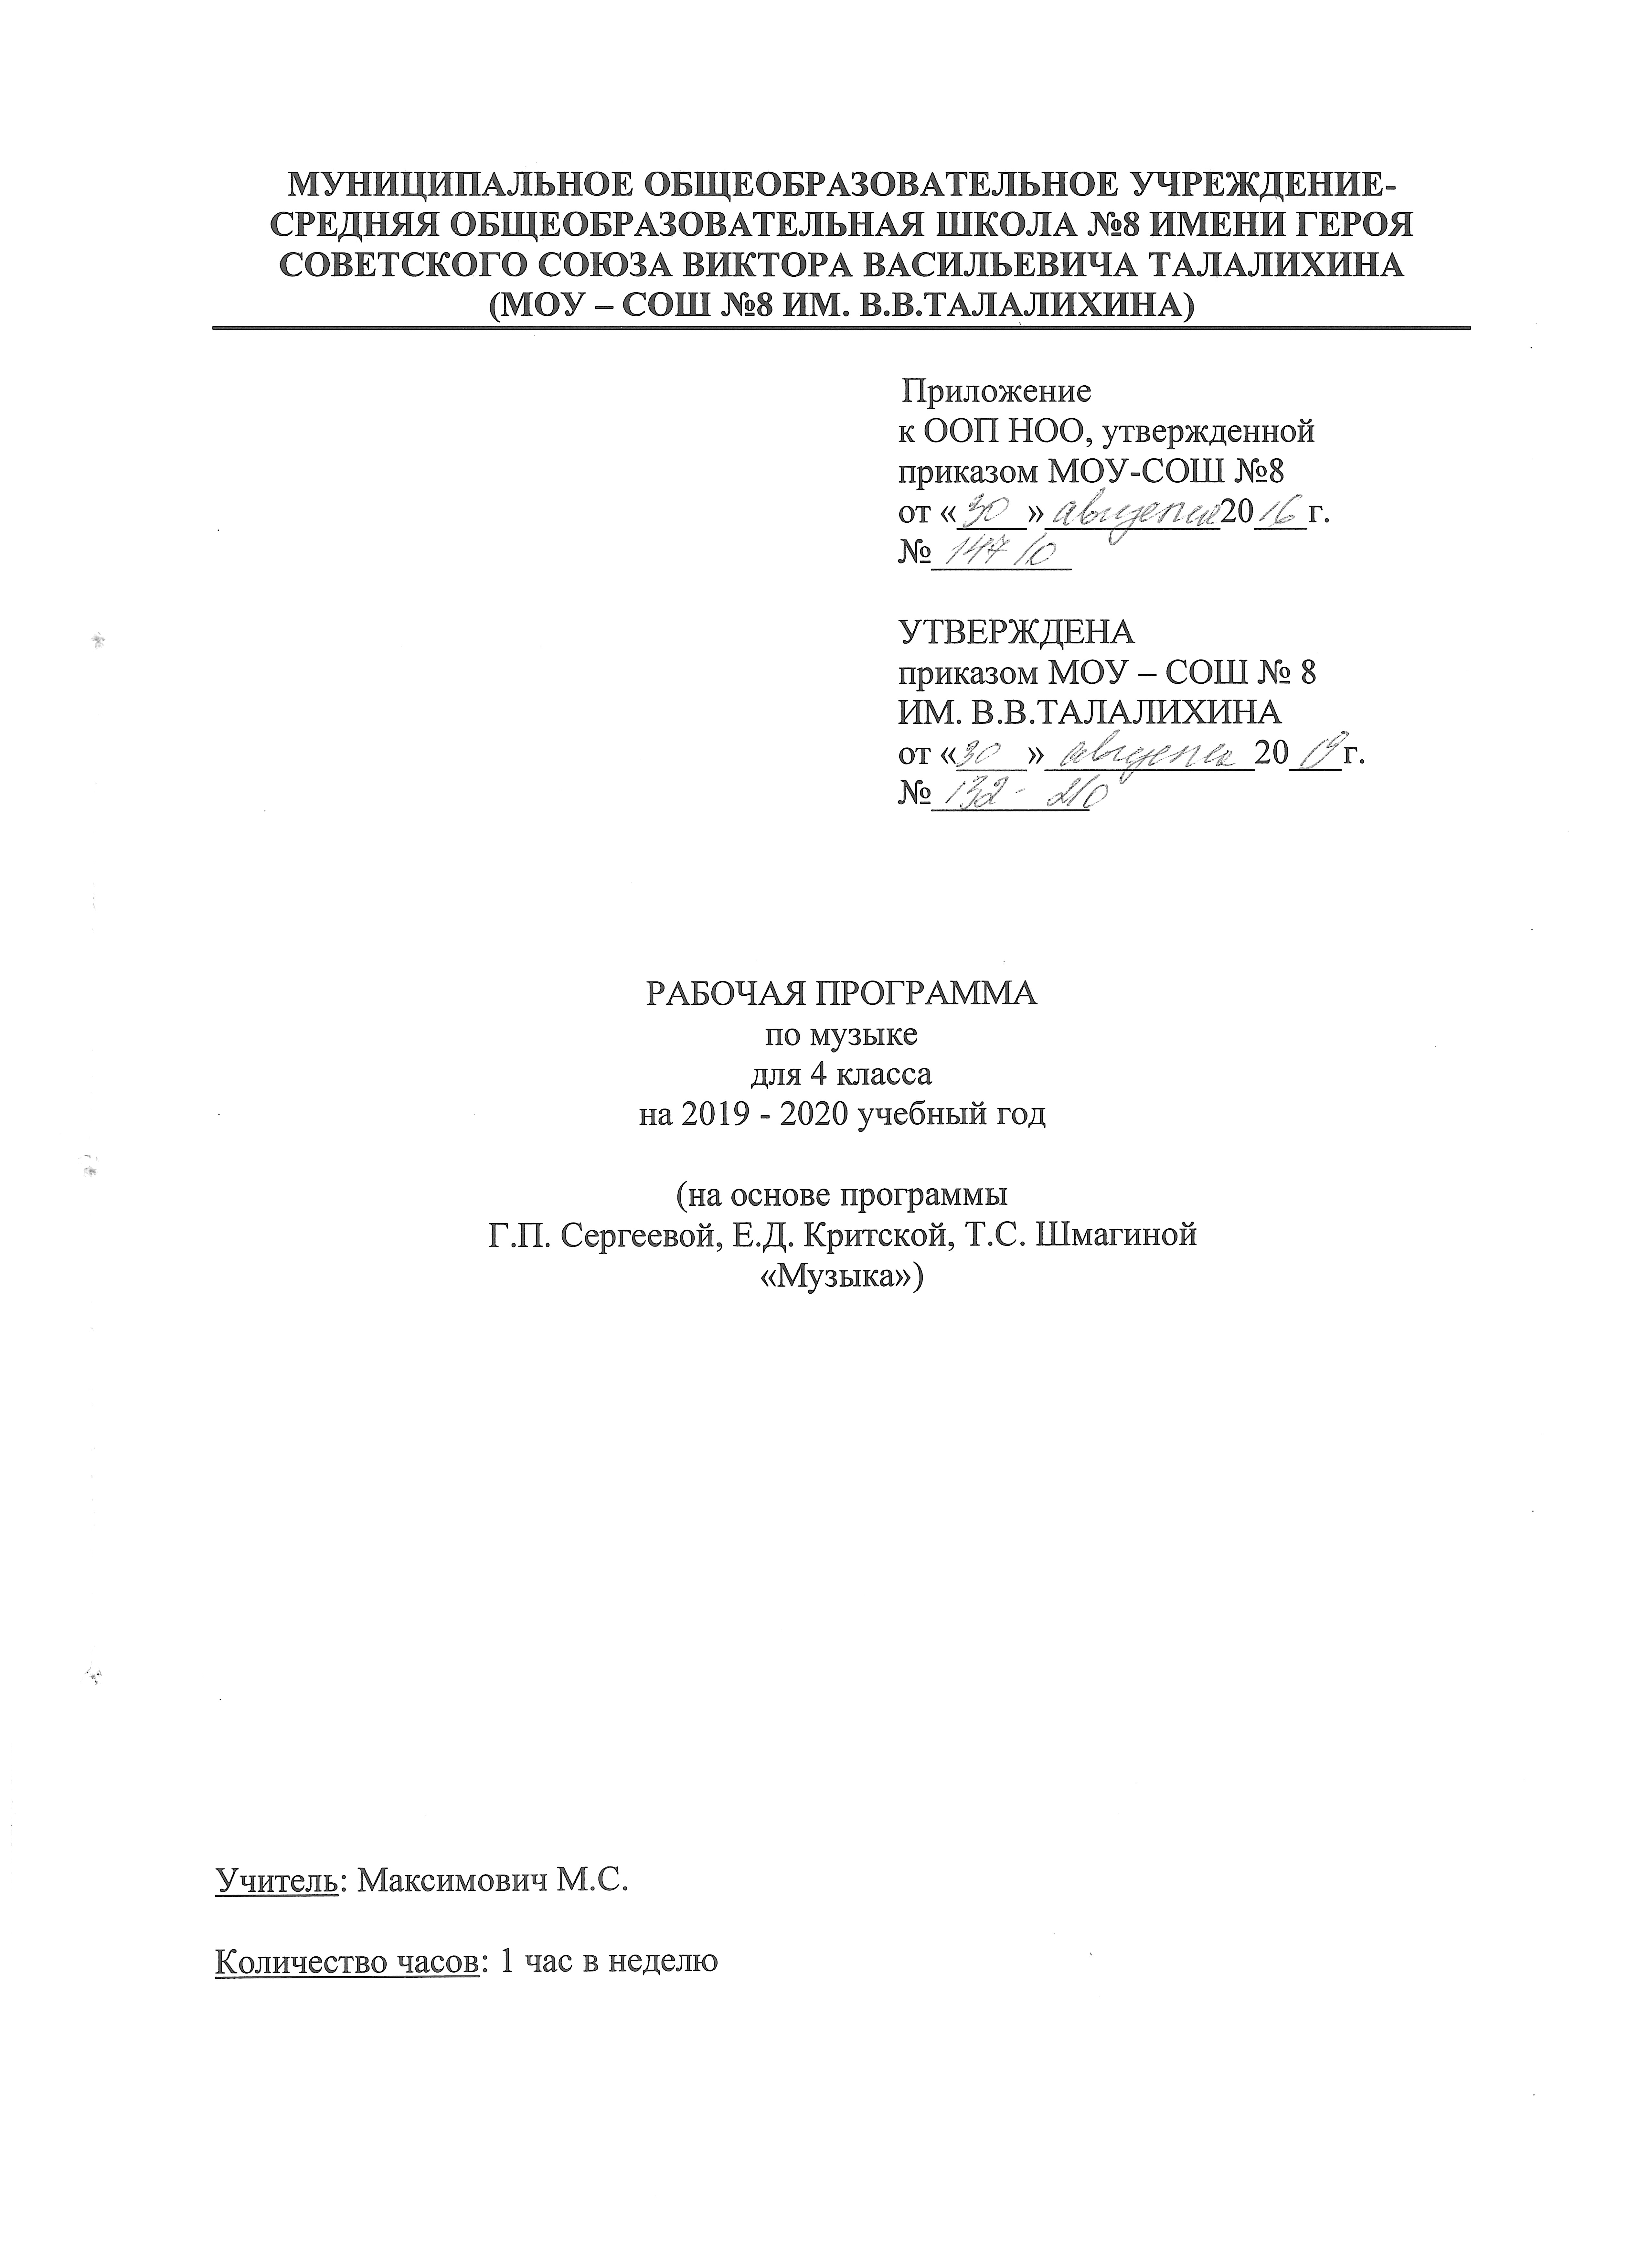 МУНИЦИПАЛЬНОЕ ОБЩЕОБРАЗОВАТЕЛЬНОЕ УЧРЕЖДЕНИЕ-
СРЕДНЯЯ ОБЩЕОБРАЗОВАТЕЛЬНАЯ ШКОЛА №8 ИМЕНИ ГЕРОЯ
СОВЕТСКОГО СОЮЗА ВИКТОРА ВАСИЛЬЕВИЧА ТАЛАЛИХИНА
(МОУ – СОШ №8 ИМ. В.В.ТАЛАЛИХИНА)
Приложение
к ООП НОО, утвержденной
приказом МОУ-СОШ №8
от «30» августа 2016 г.
№ 147/0
УТВЕРЖДЕНА
приказом МОУ – СОШ № 8
ИМ. В.В.ТАЛАЛИХИНА
от «30» августа 2019 г.
№ 132 -
РАБОЧАЯ ПРОГРАММА
по музыке
для 4 класса
на 2019 - 2020 учебный год
(на основе программы
Г.П. Сергеевой, Е.Д. Критской, Т.С. Шмагиной
«Музыка»)
Учитель: Максимович М.С.
Количество часов: 1 час в неделю